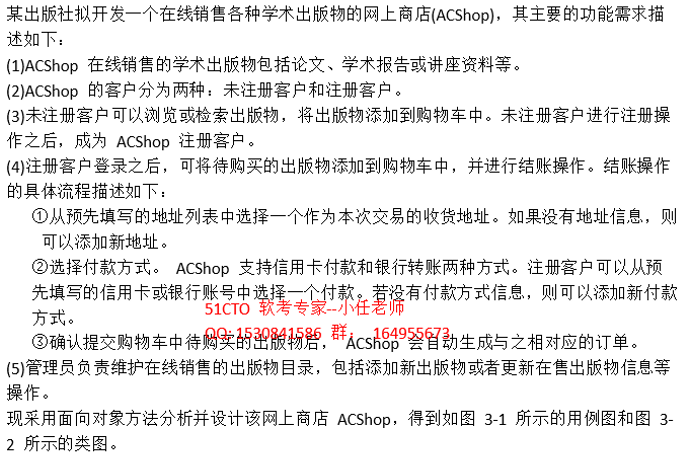 某出版社拟开发一个在线销售各种学术出版物的网上商店(ACShop)，其主要的功能需求描
述如下：
(1)ACShop 在线销售的学术出版物包括论文、学术报告或讲座资料等。
(2)ACShop 的客户分为两种：未注册客户和注册客户。
(3)未注册客户可以浏览或检索出版物，将出版物添加到购物车中。未注册客户进行注册操
作之后，成为 ACShop 注册客户。
(4)注册客户登录之后，可将待购买的出版物添加到购物车中，并进行结账操作。结账操作
的具体流程描述如下：
①从预先填写的地址列表中选择一个作为本次交易的收货地址。如果没有地址信息，则
可以添加新地址。
②选择付款方式。 ACShop 支持信用卡付款和银行转账两种方式。注册客户可以从预
先填写的信用卡或银行账号中选择一个付款。若没有付款方式信息，则可以添加新付款
方式。
51CTO 软考专家--小任老师
QQ: 1530841586 群： 164955673
③确认提交购物车中待购买的出版物后， ACShop 会自动生成与之相对应的订单。
(5)管理员负责维护在线销售的出版物目录，包括添加新出版物或者更新在售出版物信息等
操作。
现采用面向对象方法分析并设计该网上商店 ACShop，得到如图 3-1 所示的用例图和图 3-
2 所示的类图。